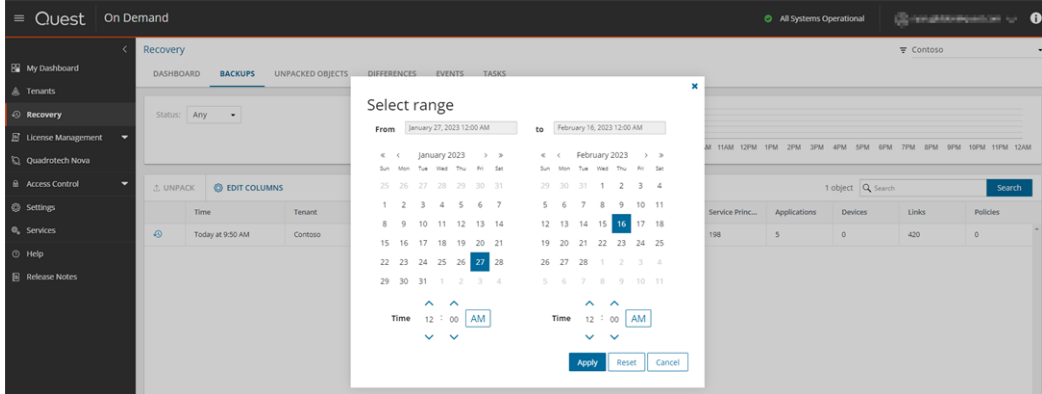 Quest On Demand
All Systems Operational
My Dashboard
Tenants
Recovery
License Management
Quadrotech Nova
Access Control
Settings
Services
Help
Release Notes
Recovery
Contoso
DASHBOARD BACKUPS UNPACKED OBJECTS DIFFERENCES EVENTS TASKS
Status: Any
AM 11AM 12PM 1PM 2PM 3PM 4PM 5PM 6PM 7PM 8PM 9PM 10PM 11PM 12AM
UNPACK EDIT COLUMNS
1 object Search Search
Time Tenant Service Princ... Applications Devices Links Policies
Today at 9:50 AM Contoso 198 5 0 420 0
Select range
From January 27, 2023 12:00 AM to February 16, 2023 12:00 AM
« < January 2023 > »
Sun Mon Tue Wed Thu Fri Sat
25 26 27 28 29 30 31
1 2 3 4 5 6 7
8 9 10 11 12 13 14
15 16 17 18 19 20 21
22 23 24 25 26 27 28
29 30 31 1 2 3 4
Time 12 : 00 AM
« < February 2023 > »
Sun Mon Tue Wed Thu Fri Sat
29 30 31 1 2 3 4
5 6 7 8 9 10 11
12 13 14 15 16 17 18
19 20 21 22 23 24 25
26 27 28 1 2 3 4
5 6 7 8 9 10 11
Time 12 : 00 AM
Apply Reset Cancel